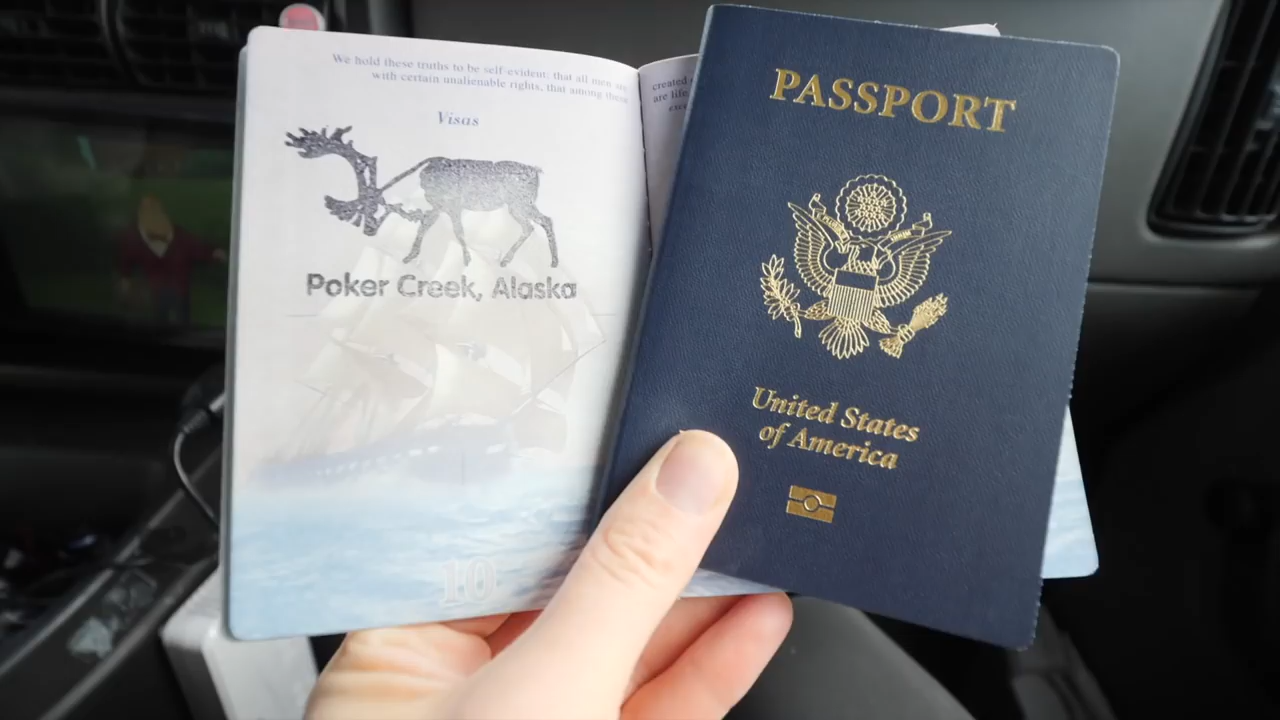 We hold these truths to be self-evident: that all men are
with certain unalienable rights, that among these
Visas
Poker Creek, Alaska
10
created
are life,
PASSPORT
United States
of America